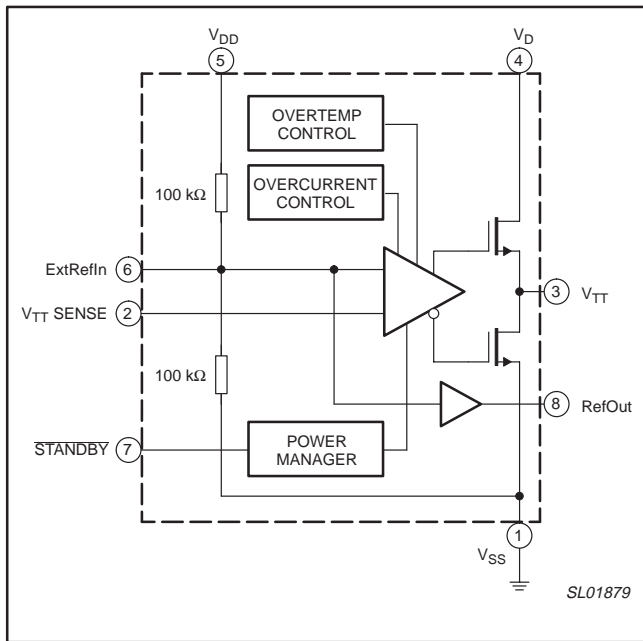 VDD
VD
5
4
OVERTEMP
CONTROL
OVERCURRENT
CONTROL
100 kΩ
ExtRefIn
6
3
VTT
VTT SENSE
2
100 kΩ
8
RefOut
STANDBY
7
POWER
MANAGER
1
VSS
SL01879